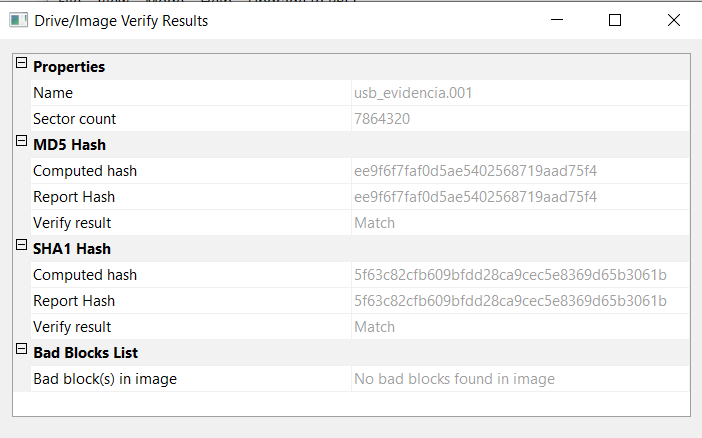 Drive/Image Verify Results
Properties
Name usb_evidencia.001
Sector count 7864320
MD5 Hash
Computed hash ee9f6f7faf0d5ae5402568719aad75f4
Report Hash ee9f6f7faf0d5ae5402568719aad75f4
Verify result Match
SHA1 Hash
Computed hash 5f63c82cfb609bfdd28ca9cec5e8369d65b3061b
Report Hash 5f63c82cfb609bfdd28ca9cec5e8369d65b3061b
Verify result Match
Bad Blocks List
Bad block(s) in image No bad blocks found in image